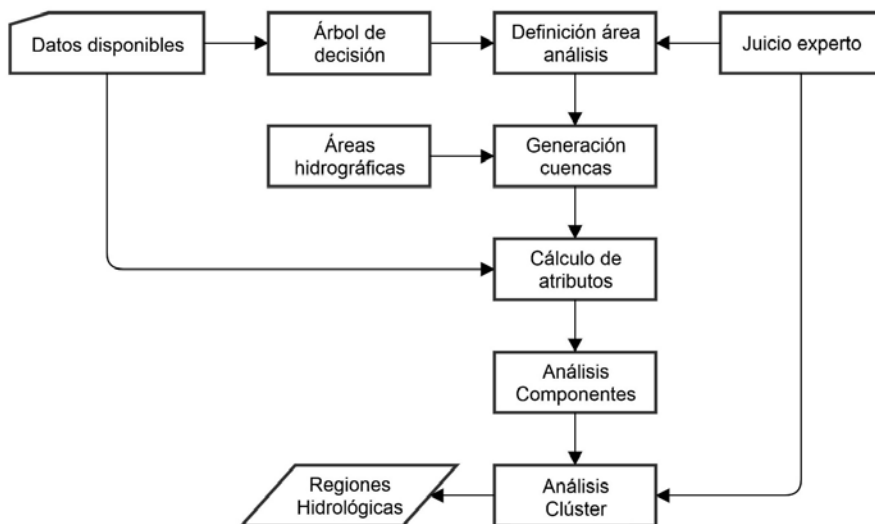 Datos disponibles
Árbol de
decisión
Definición área
análisis
Juicio experto
Áreas
hidrográficas
Generación
cuencas
Cálculo de
atributos
Análisis
Componentes
Regiones
Hidrológicas
Análisis
Clúster